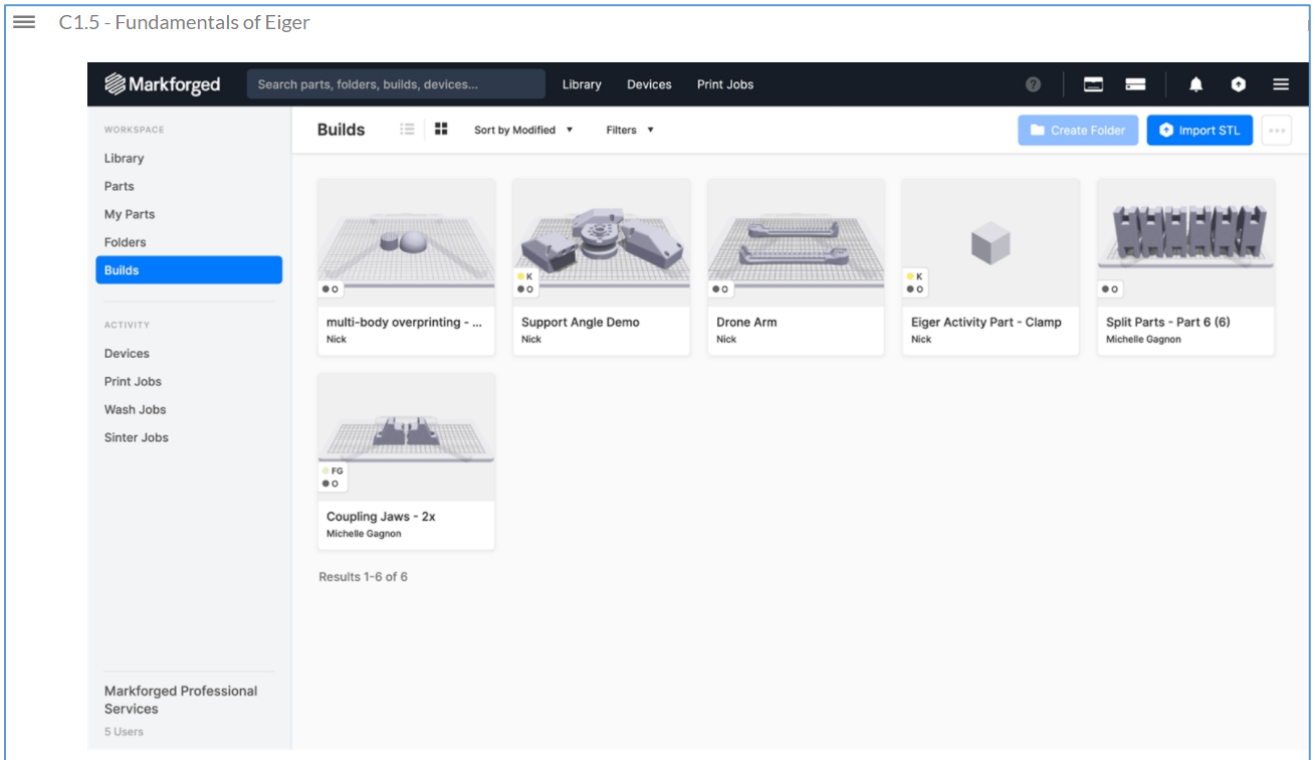 C1.5 - Fundamentals of Eiger
Markforged
Search parts, folders, builds, devices...
Library
Devices
Print Jobs
WORKSPACE
Library
Parts
My Parts
Folders
Builds
ACTIVITY
Devices
Print Jobs
Wash Jobs
Sinter Jobs
Markforged Professional
Services
5 Users
Builds
Sort by Modified
Filters
Create Folder
Import STL
O
multi-body overprinting - ...
Nick
K
O
Support Angle Demo
Nick
O
Drone Arm
Nick
K
O
Eiger Activity Part - Clamp
Nick
O
Split Parts - Part 6 (6)
Michelle Gagnon
FG
O
Coupling Jaws - 2x
Michelle Gagnon
Results 1-6 of 6